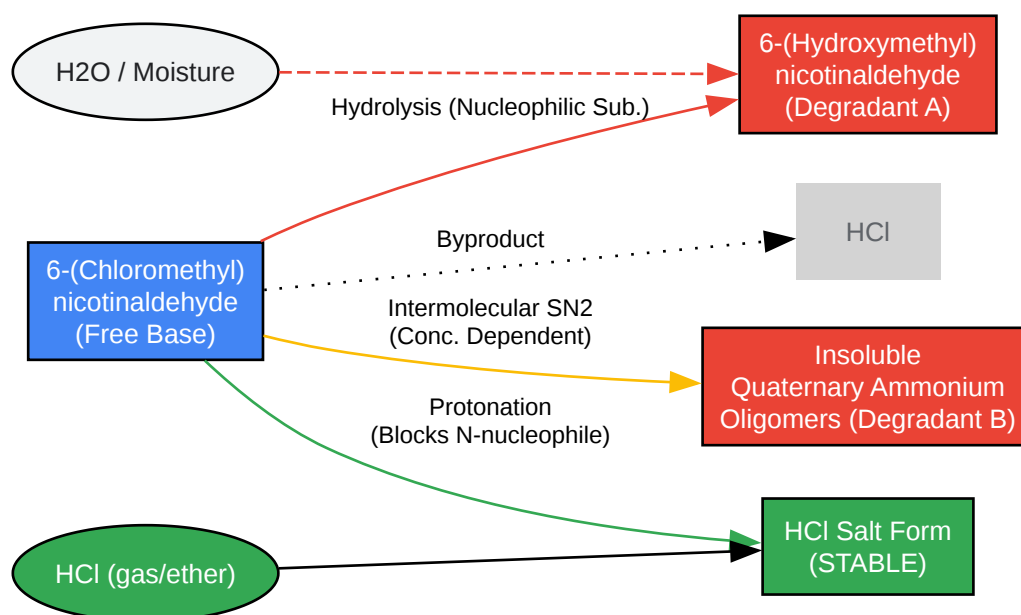 H2O / Moisture
6-(Hydroxymethyl)
nicotinaldehyde
(Degradant A)
Hydrolysis (Nucleophilic Sub.)
HCl
Byproduct
6-(Chloromethyl)
nicotinaldehyde
(Free Base)
Intermolecular SN2
(Conc. Dependent)
Insoluble
Quaternary Ammonium
Oligomers (Degradant B)
Protonation
(Blocks N-nucleophile)
HCl Salt Form
(STABLE)
HCl (gas/ether)